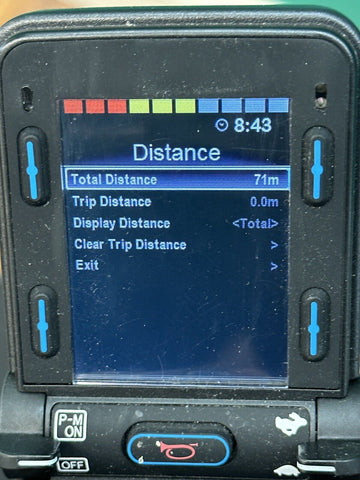 8:43
Distance
Total Distance 71m
Trip Distance 0.0m
Display Distance <Total>
Clear Trip Distance >
Exit >
P-M
ON
OFF